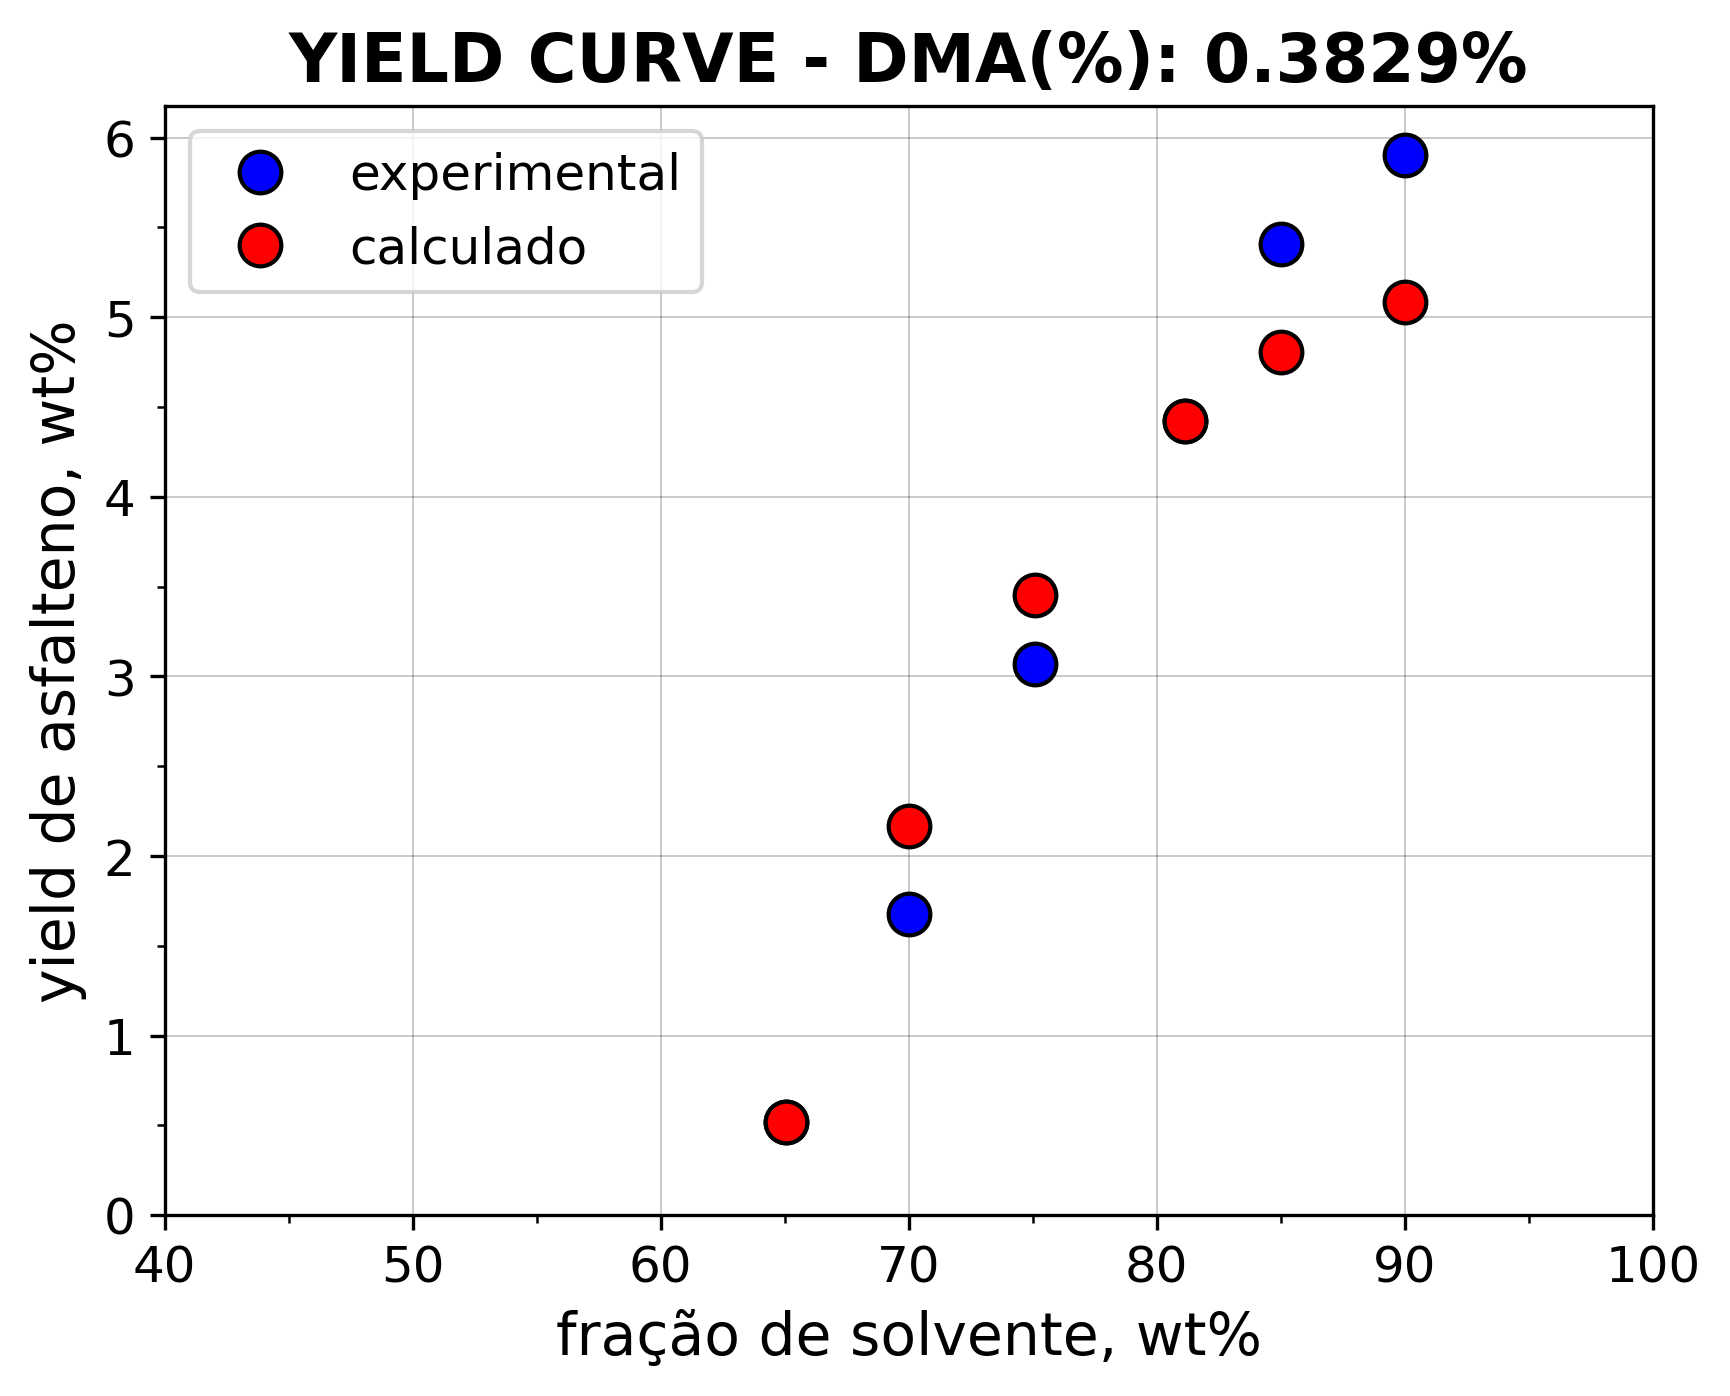 YIELD CURVE - DMA(%): 0.3829%
experimental
calculado
yield de asfalteno, wt%
6
5
4
3
2
1
0
40 50 60 70 80 90 100
fração de solvente, wt%